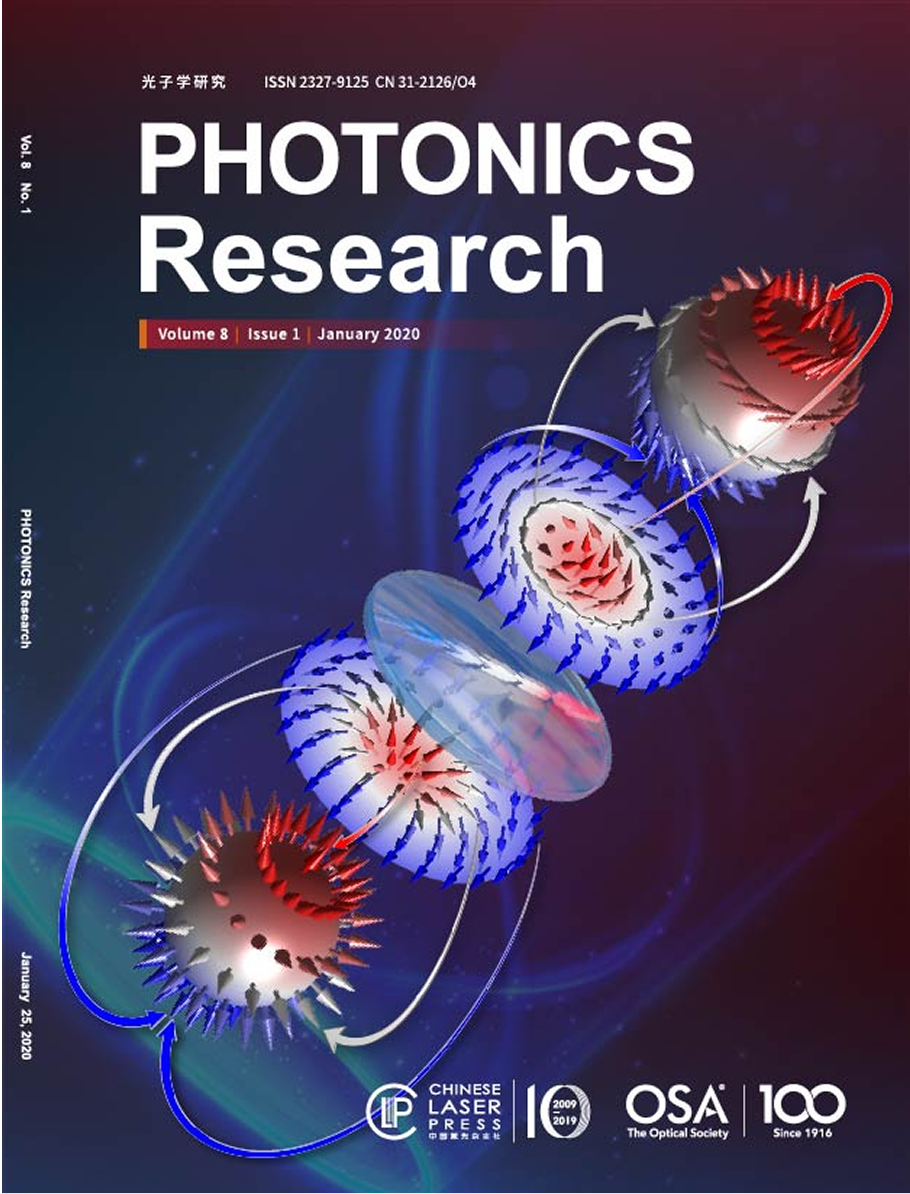 光子学研究 ISSN 2327-9125 CN 31-2126/O4
PHOTONICS
Research
Volume 8 | Issue 1 | January 2020
Vol. 8 No. 1
PHOTONICS Research
January 25, 2020
CLP
CHINESE
LASER
PRESS
中国激光杂志社
10
2009
2019
OSA
The Optical Society
100
Since 1916